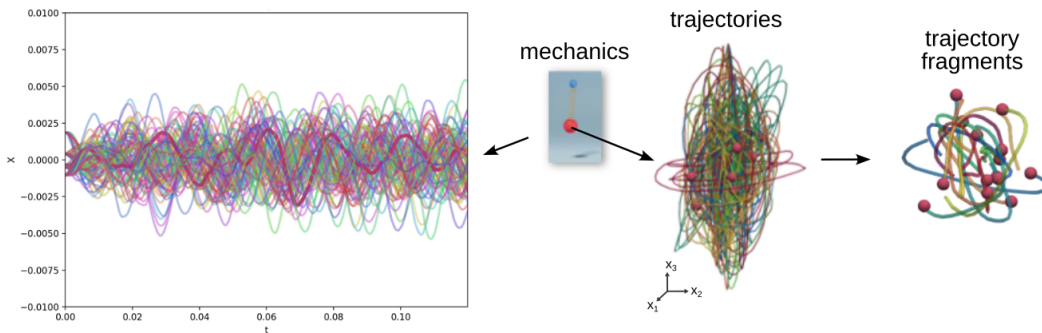 0.0100
0.0075
0.0050
0.0025
0.0000
-0.0025
-0.0050
-0.0075
-0.0100
x
0.00
0.02
0.04
0.06
0.08
0.10
t
mechanics
trajectories
x₃
x₂
x₁
trajectory
fragments